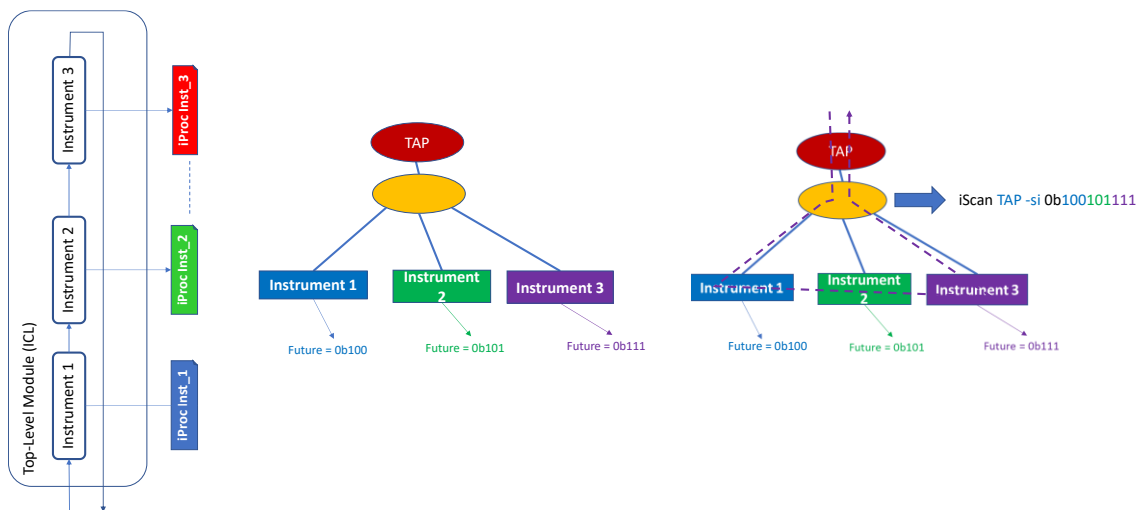 Top-Level Module (ICL)
Instrument 3
Instrument 2
Instrument 1
iProc Inst_3
iProc Inst_2
iProc Inst_1
TAP
Instrument 1
Instrument
2
Instrument 3
Future = 0b100
Future = 0b101
Future = 0b111
TAP
iScan TAP -si 0b100101111
Instrument 1
Instrument
2
Instrument 3
Future = 0b100
Future = 0b101
Future = 0b111